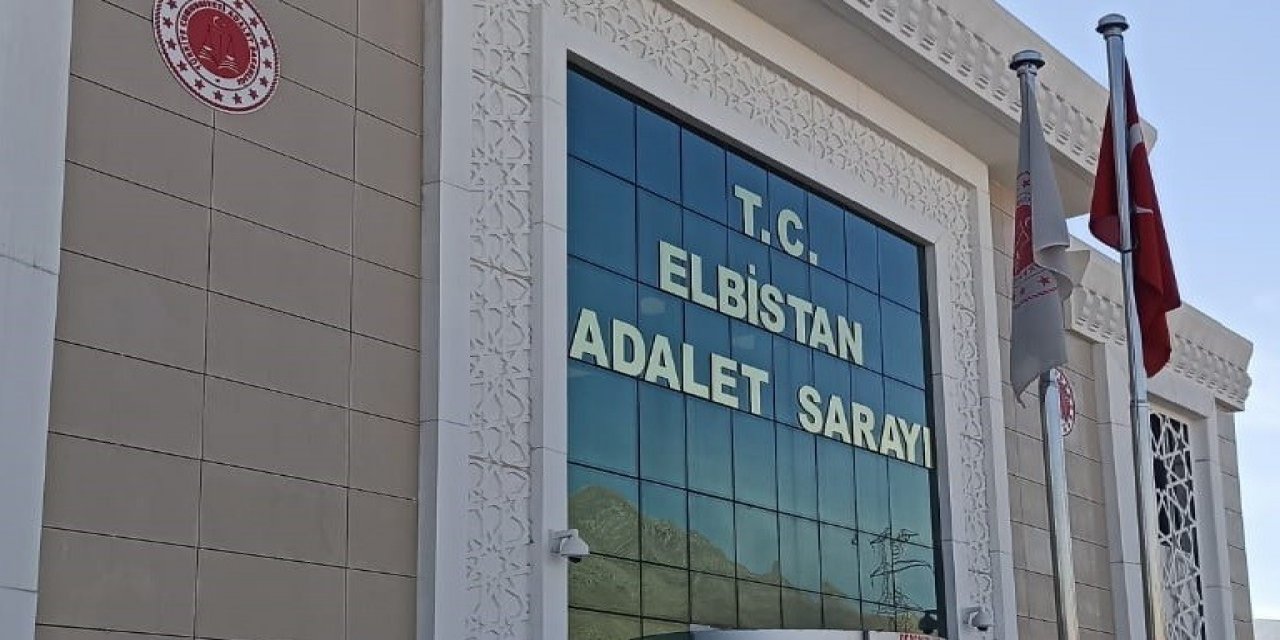 T.C.
ELBİSTAN
ADALET SARAYI